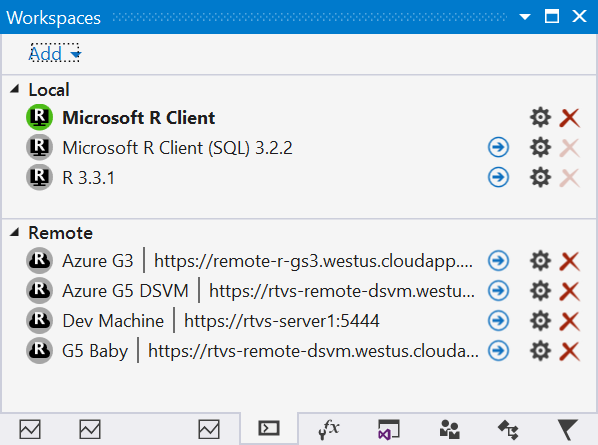 Workspaces
Add
Local
Microsoft R Client
Microsoft R Client (SQL) 3.2.2
R 3.3.1
Remote
Azure G3 | https://remote-r-gs3.westus.cloudapp....
Azure G5 DSVM | https://rtvs-remote-dsvm.westu...
Dev Machine | https://rtvs-server1:5444
G5 Baby | https://rtvs-remote-dsvm.westus.clouda...